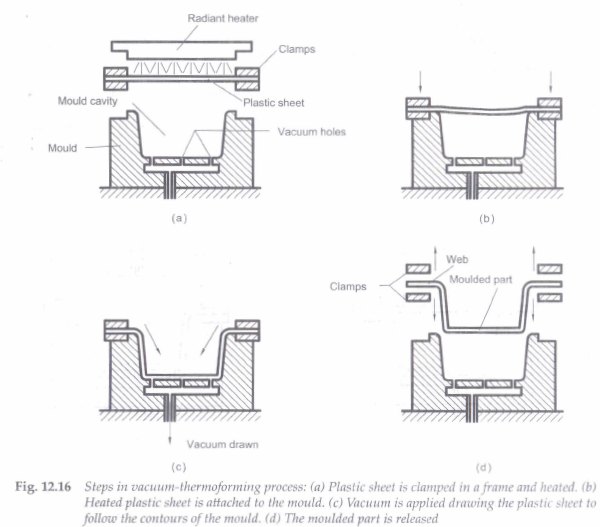 Radiant heater
Clamps
Mould cavity
Plastic sheet
Vacuum holes
Mould
(a)
(b)
Web
Moulded part
Clamps
Vacuum drawn
(c)
(d)
Fig. 12.16 Steps in vacuum-thermoforming process: (a) Plastic sheet is clamped in a frame and heated. (b)
Heated plastic sheet is attached to the mould. (c) Vacuum is applied drawing the plastic sheet to
follow the contours of the mould. (d) The moulded part is released